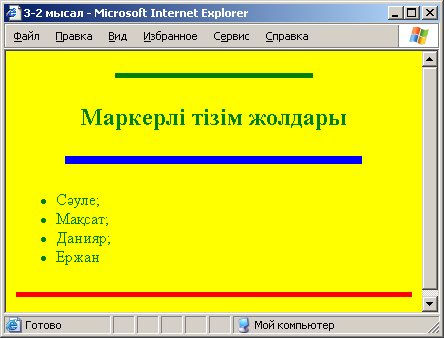 3-2 мысал - Microsoft Internet Explorer
Файл Правка Вид Избранное Сервис Справка
Маркерлі тізім жолдары
Сәуле;
Мақсат;
Данияр;
Ержан
Готово Мой компьютер